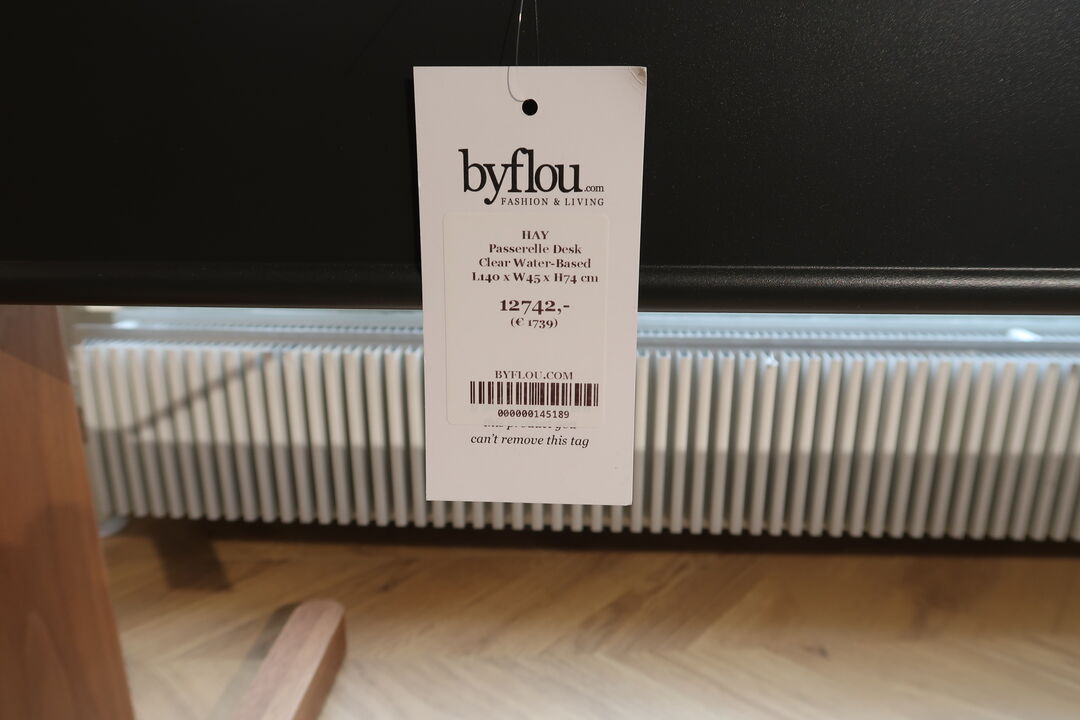 byflou.com
FASHION & LIVING
HAY
Passerelle Desk
Clear Water-Based
L140 x W45 x H74 cm
12742,-
(€ 1739)
BYFLOU.COM
000000145189
can't remove this tag